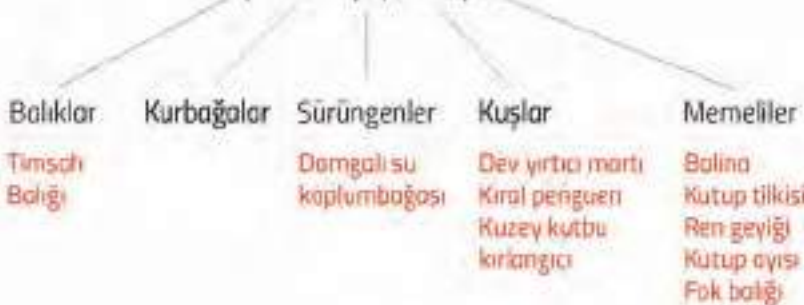 Balıklar
Timsah
Balığı
Kurbağalar
Sürüngenler
Damgalı su
kaplumbağası
Kuşlar
Dev yırtıcı martı
Kıral penguen
Kuzey kutbu
kırlangıcı
Memeliler
Balina
Kutup tilkisi
Ren geyiği
Kutup ayısı
Fok balığı